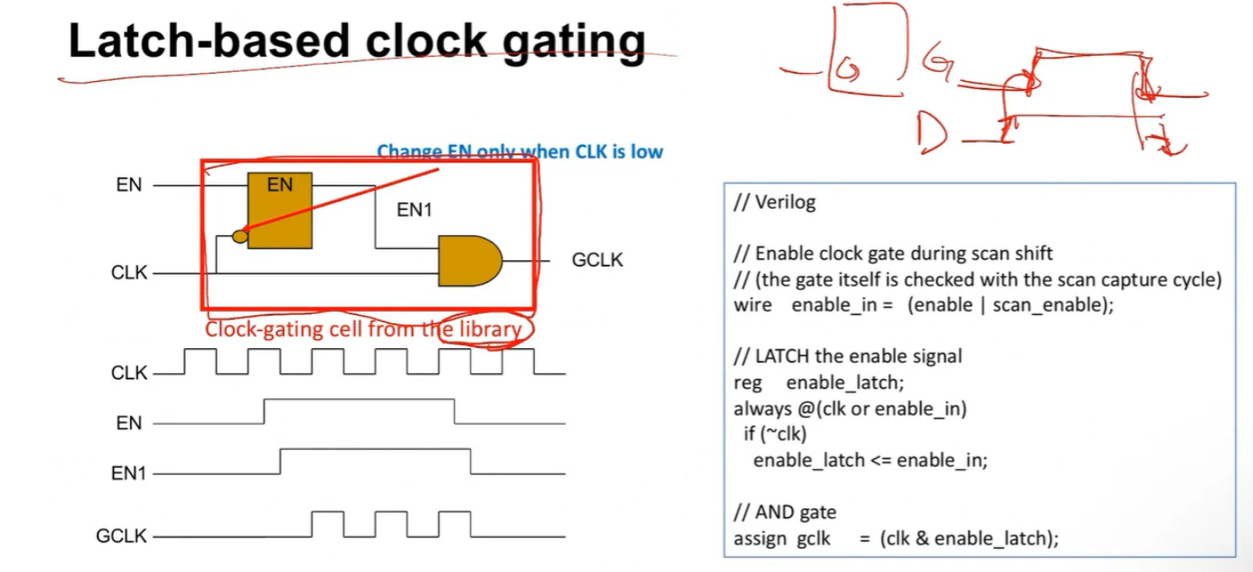 Latch-based clock gating
G
G
D
Change EN only when CLK is low
EN
EN
EN1
CLK
GCLK
Clock-gating cell from the library
CLK
EN
EN1
GCLK
// Verilog
// Enable clock gate during scan shift
// (the gate itself is checked with the scan capture cycle)
wire enable_in = (enable | scan_enable);
// LATCH the enable signal
reg enable_latch;
always @(clk or enable_in)
if (~clk)
enable_latch <= enable_in;
// AND gate
assign gclk = (clk & enable_latch);